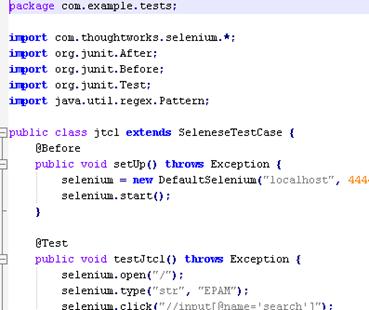 package com.example.tests;
import com.thoughtworks.selenium.*;
import org.junit.After;
import org.junit.Before;
import org.junit.Test;
import java.util.regex.Pattern;
public class jtcl extends SeleneseTestCase {
@Before
public void setUp() throws Exception {
selenium = new DefaultSelenium("localhost", 444
selenium.start();
}
@Test
public void testJtcl() throws Exception {
selenium.open("/");
selenium.type("str", "EPAM");
selenium.click("//input[@name='search']");